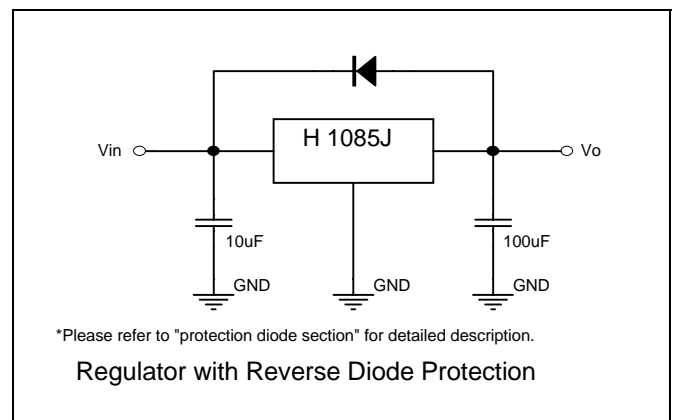 H 1085J
Vin
Vo
10uF
100uF
GND
GND
GND
*Please refer to "protection diode section" for detailed description.
Regulator with Reverse Diode Protection